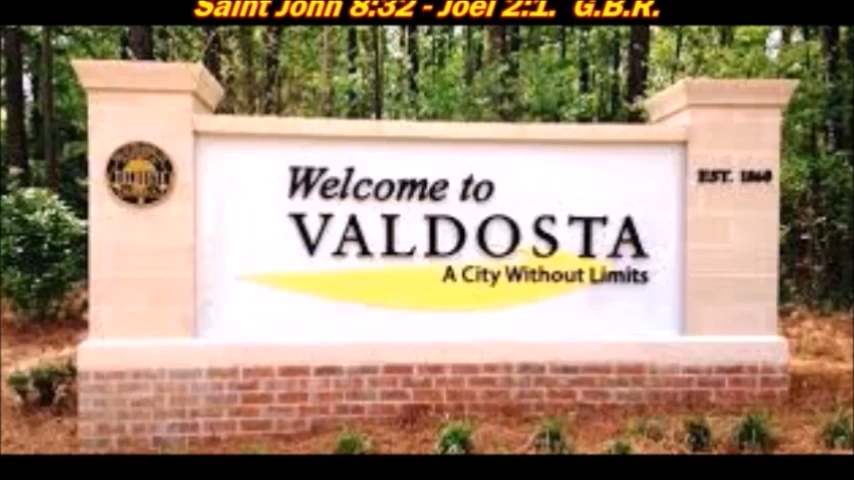 Saint John 8:32 - Joel 2:1. G.B.R.
Welcome to
VALDOSTA
A City Without Limits
EST. 1860